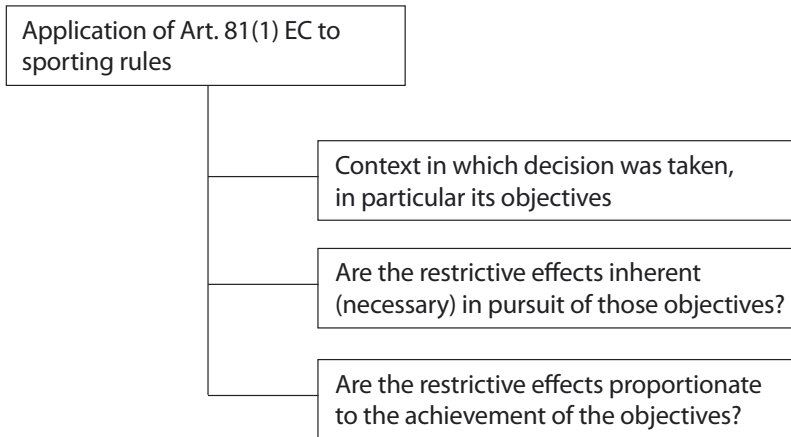 Application of Art. 81(1) EC to
sporting rules
Context in which decision was taken,
in particular its objectives
Are the restrictive effects inherent
(necessary) in pursuit of those objectives?
Are the restrictive effects proportionate
to the achievement of the objectives?